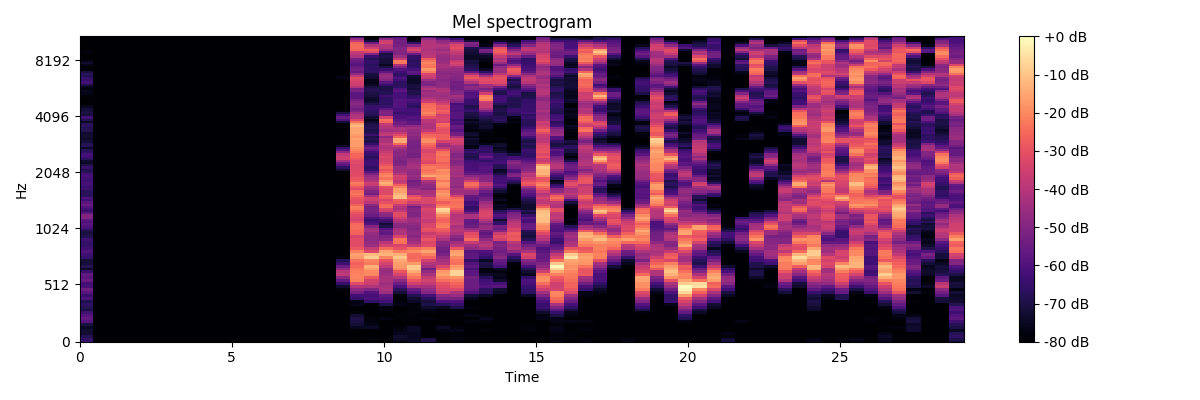 Mel spectrogram
Hz
8192
4096
2048
1024
512
0
0 5 10 15 20 25
Time
+0 dB
-10 dB
-20 dB
-30 dB
-40 dB
-50 dB
-60 dB
-70 dB
-80 dB